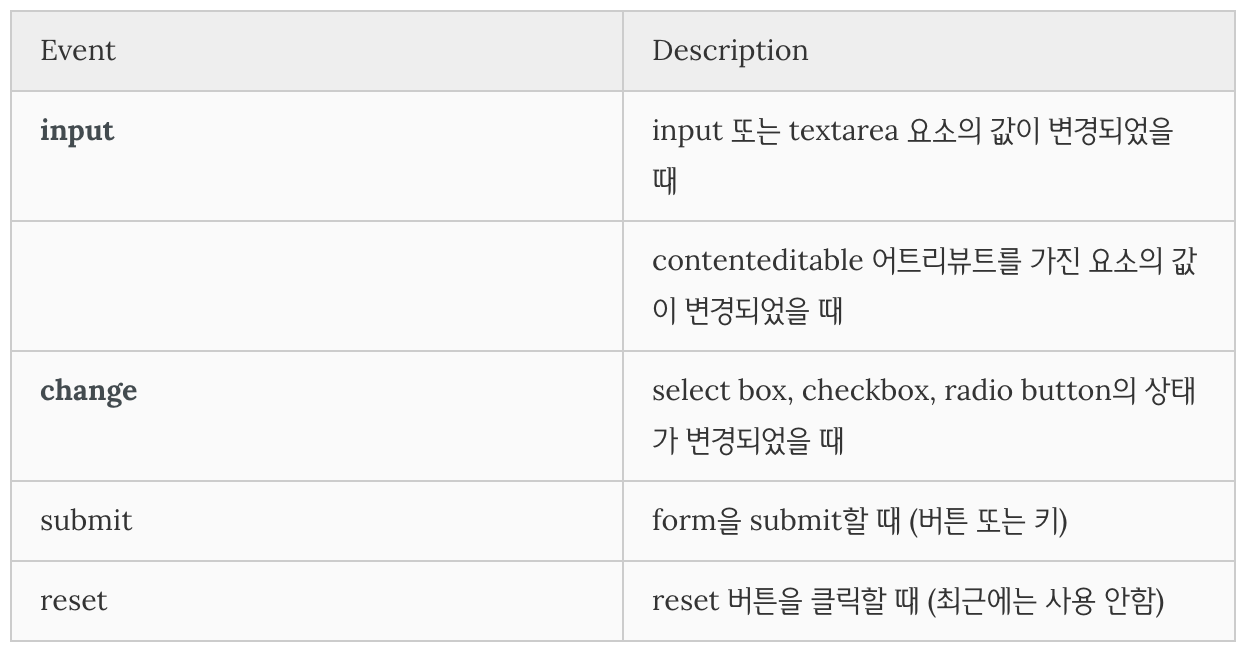 Event
Description
input
input 또는 textarea 요소의 값이 변경되었을
때
contenteditable 어트리뷰트를 가진 요소의 값
이 변경되었을 때
change
select box, checkbox, radio button의 상태
가 변경되었을 때
submit
form을 submit할 때 (버튼 또는 키)
reset
reset 버튼을 클릭할 때 (최근에는 사용 안함)